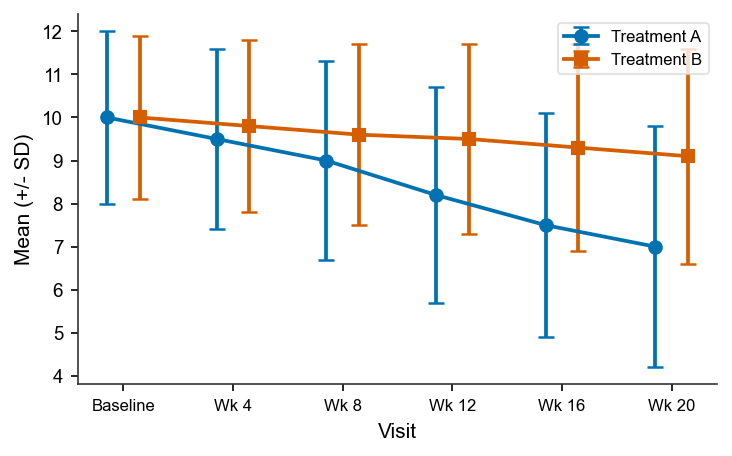 Treatment A
Treatment B
Mean (+/- SD)
12
11
10
9
8
7
6
5
4
Baseline
Wk 4
Wk 8
Wk 12
Wk 16
Wk 20
Visit